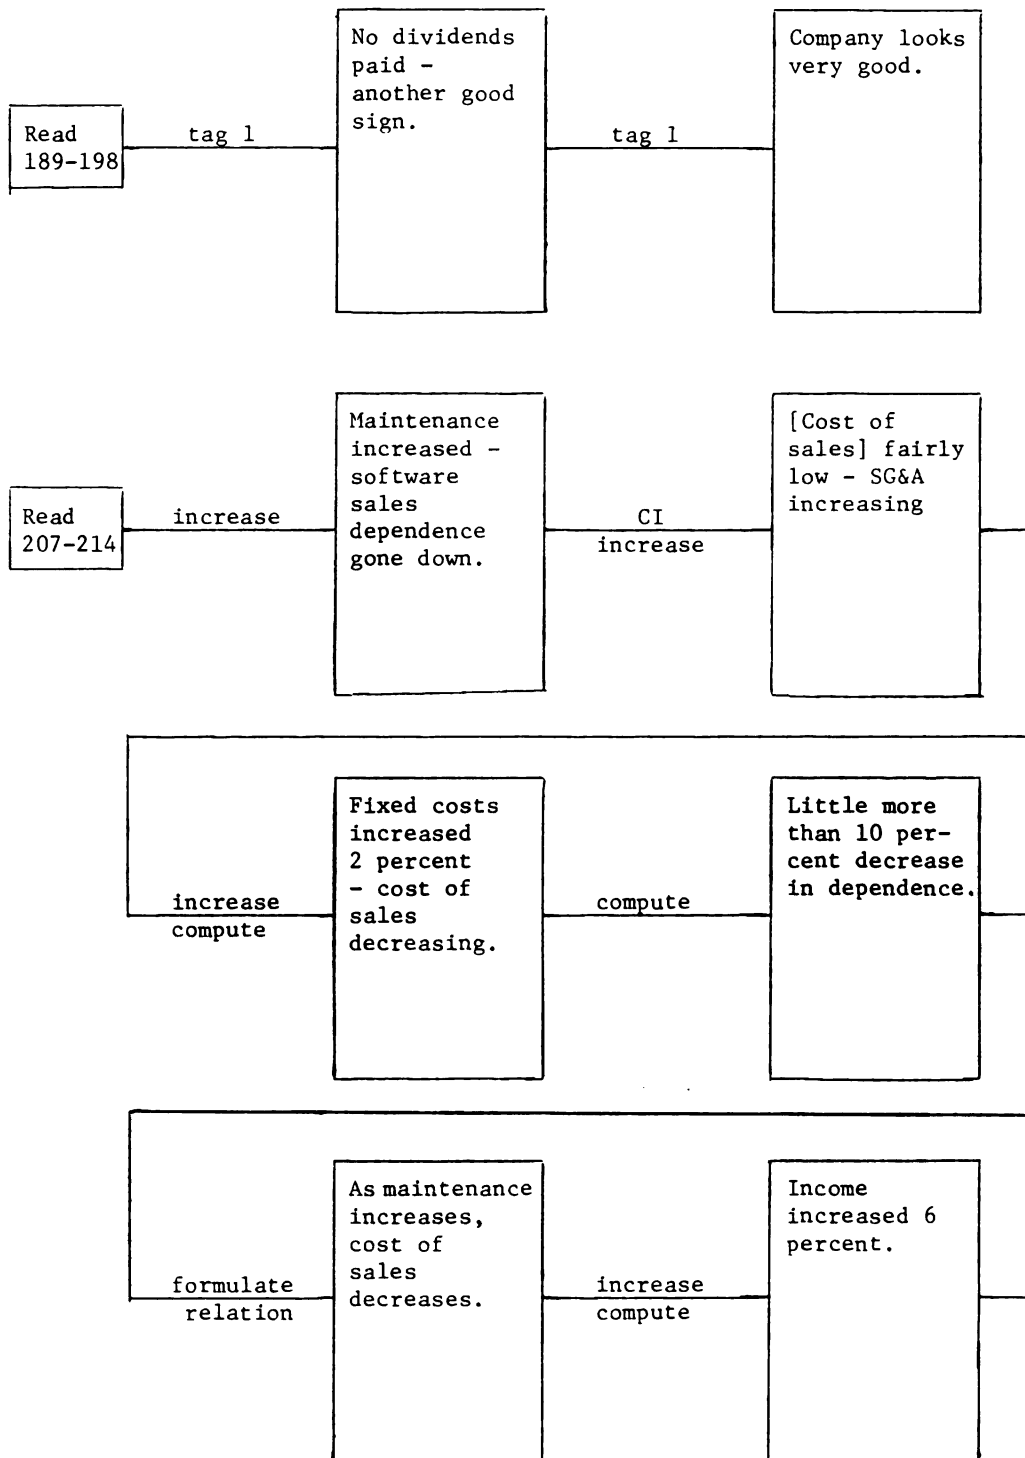 Read
189-198
tag 1
No dividends
paid -
another good
sign.
tag 1
Company looks
very good.
Read
207-214
increase
Maintenance
increased -
software
sales
dependence
gone down.
CI
increase
[Cost of
sales] fairly
low - SG&A
increasing
increase
compute
Fixed costs
increased
2 percent
- cost of
sales
decreasing.
compute
Little more
than 10 per-
cent decrease
in dependence.
formulate
relation
As maintenance
increases,
cost of
sales
decreases.
increase
compute
Income
increased 6
percent.